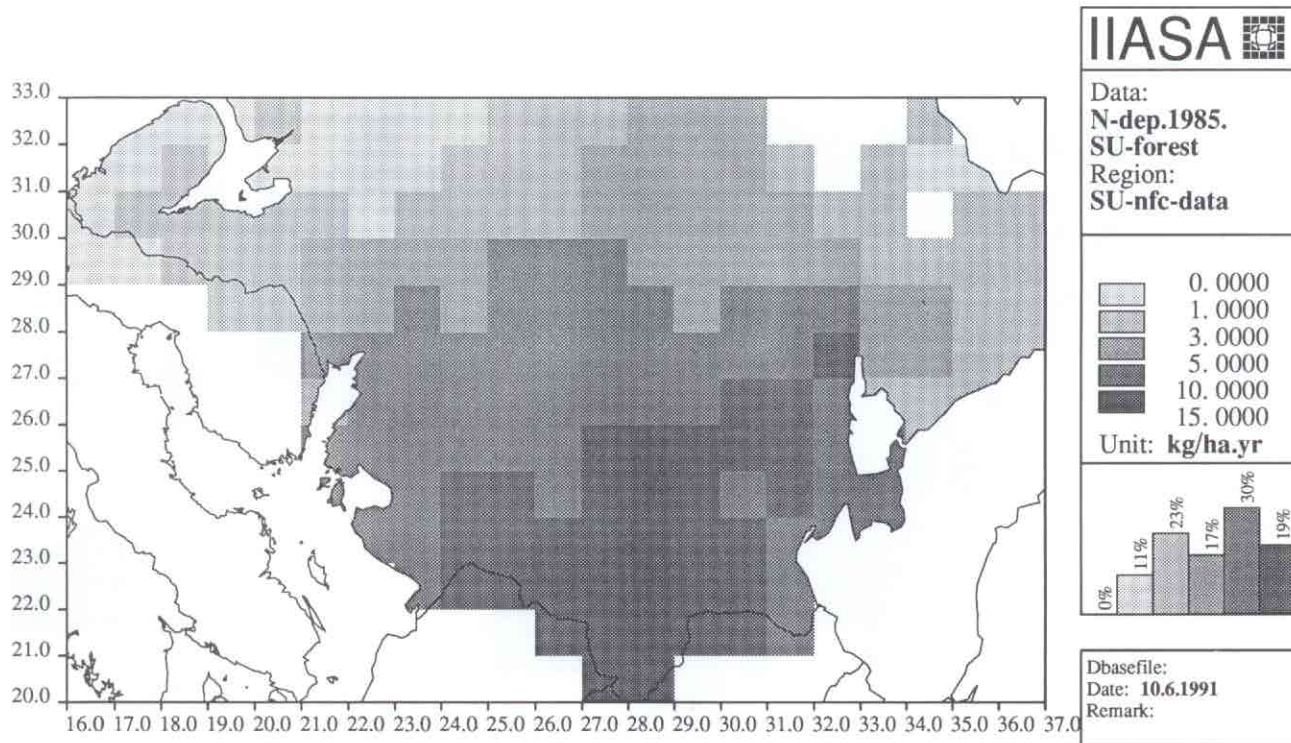 IIASA
Data:
N-dep.1985.
SU-forest
Region:
SU-nfc-data
0. 0000
1. 0000
3. 0000
5. 0000
10. 0000
15. 0000
Unit: kg/ha.yr
0%
11%
23%
17%
30%
19%
Dbasefile:
Date: 10.6.1991
Remark:
33.0
32.0
31.0
30.0
29.0
28.0
27.0
26.0
25.0
24.0
23.0
22.0
21.0
20.0
16.0 17.0 18.0 19.0 20.0 21.0 22.0 23.0 24.0 25.0 26.0 27.0 28.0 29.0 30.0 31.0 32.0 33.0 34.0 35.0 36.0 37.0